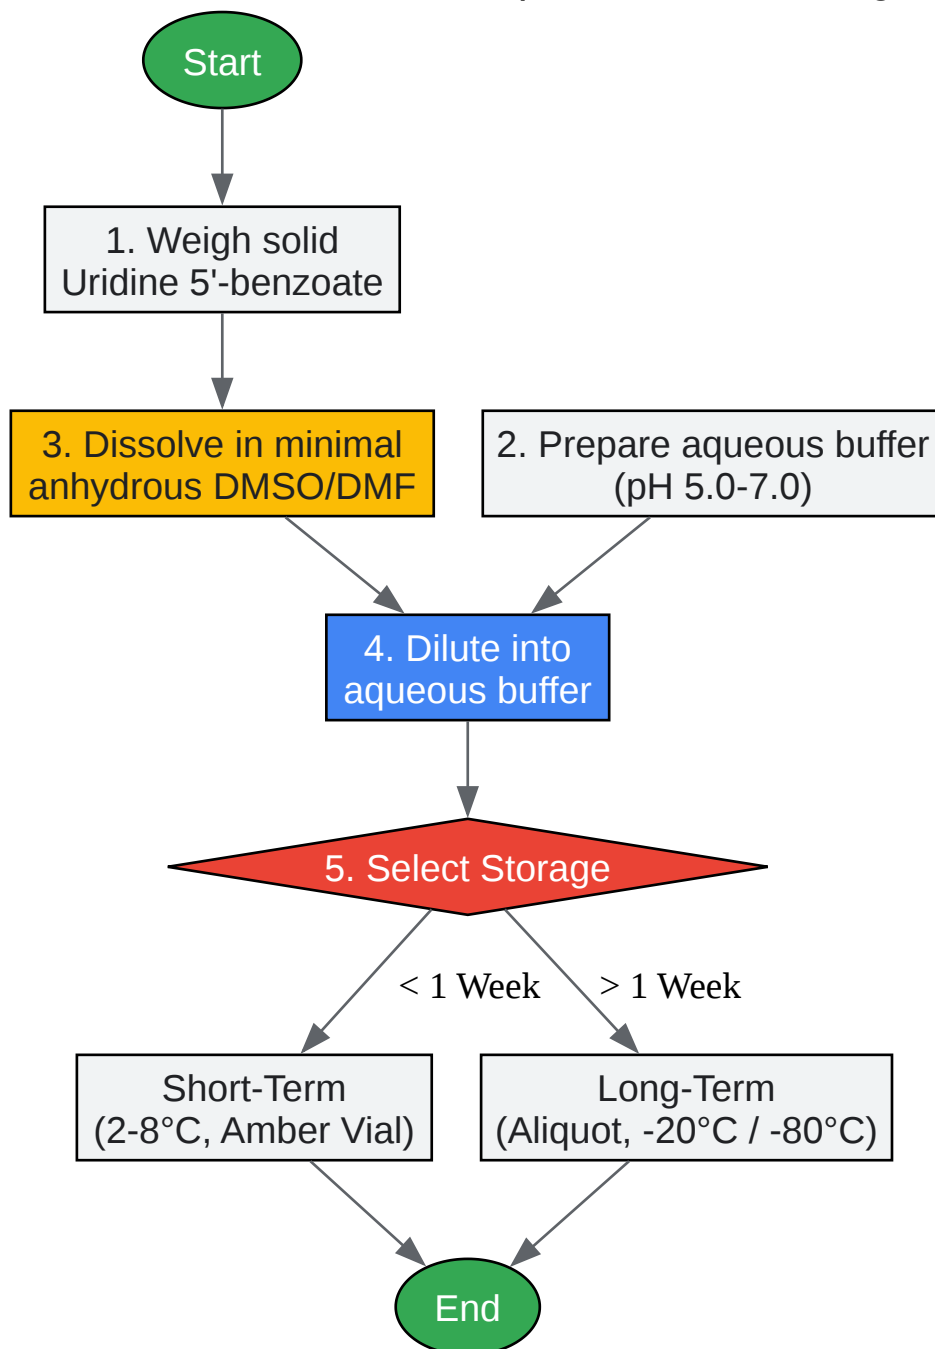 Start
1. Weigh solid
Uridine 5'-benzoate
3. Dissolve in minimal
anhydrous DMSO/DMF
2. Prepare aqueous buffer
(pH 5.0-7.0)
4. Dilute into
aqueous buffer
5. Select Storage
< 1 Week
> 1 Week
Short-Term
(2-8°C, Amber Vial)
Long-Term
(Aliquot, -20°C / -80°C)
End